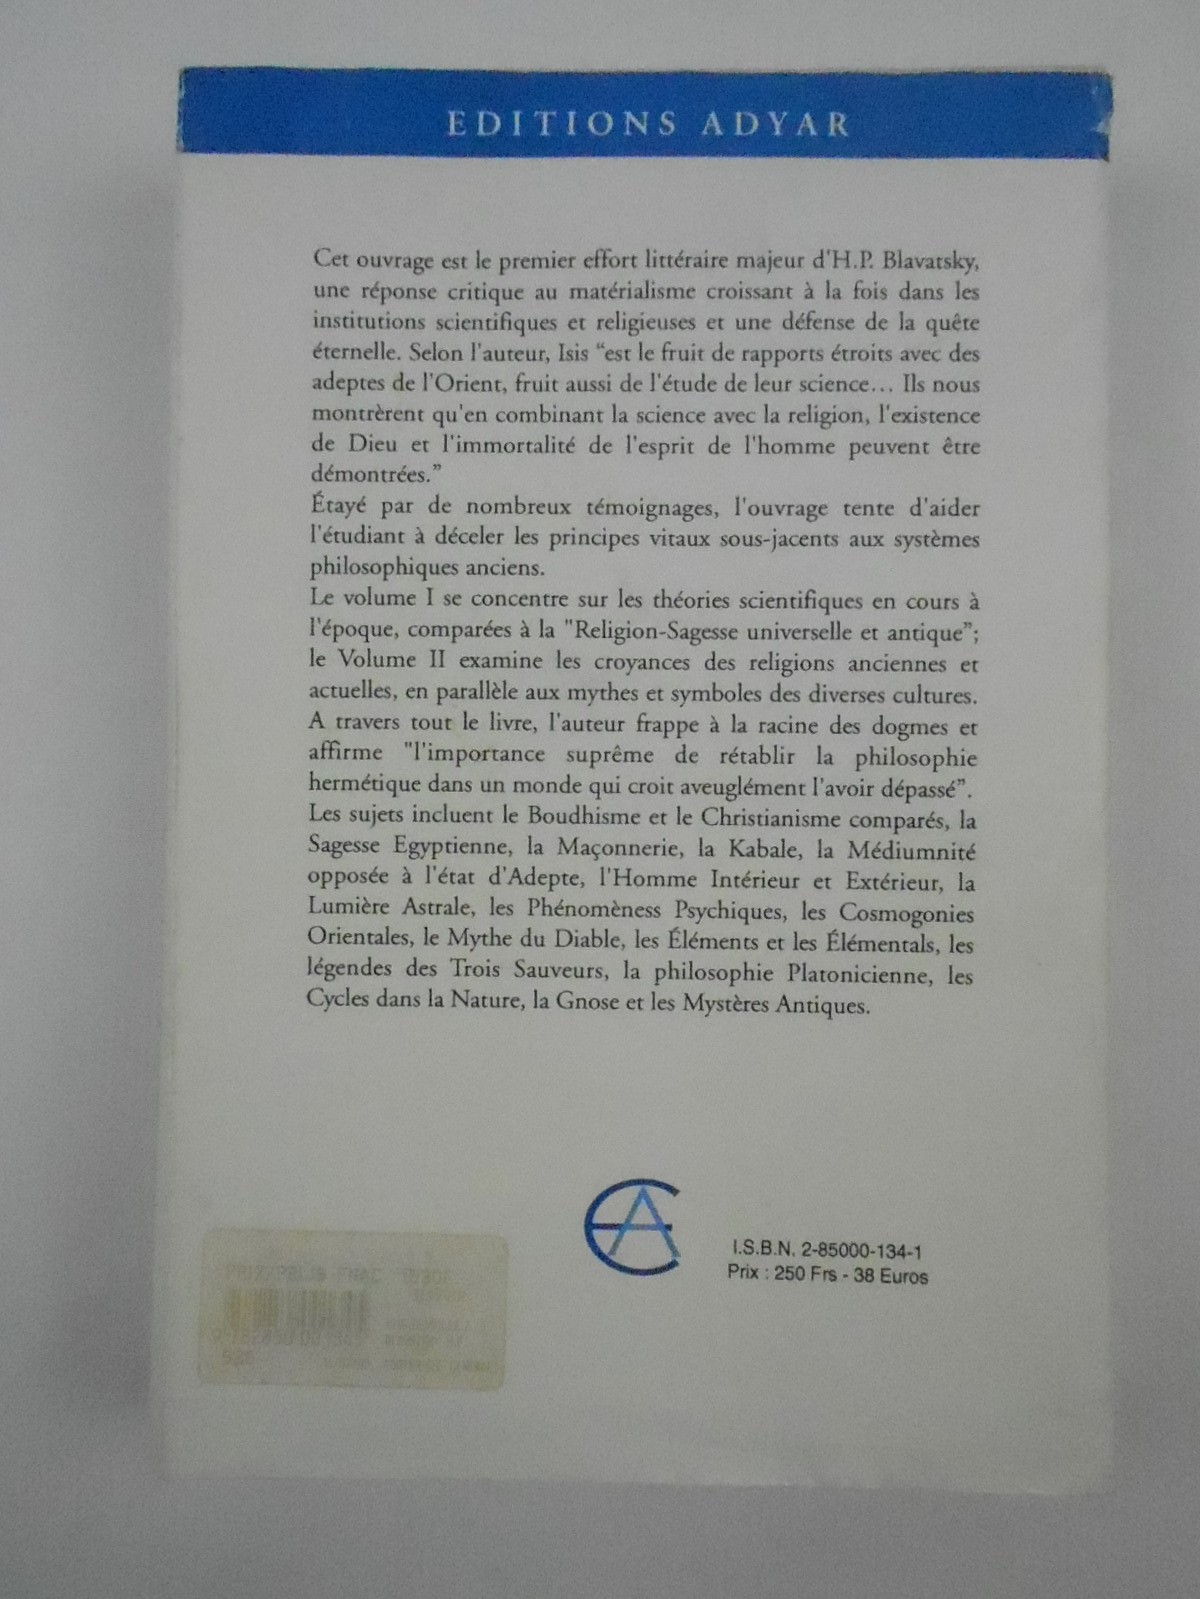 EDITIONS ADYAR
Cet ouvrage est le premier effort littéraire majeur d'H.P. Blavatsky,
une réponse critique au matérialisme croissant à la fois dans les
institutions scientifiques et religieuses et une défense de la quête
éternelle. Selon l'auteur, Isis “est le fruit de rapports étroits avec des
adeptes de l'Orient, fruit aussi de l'étude de leur science… Ils nous
montrèrent qu'en combinant la science avec la religion, l'existence
de Dieu et l'immortalité de l'esprit de l'homme peuvent être
démontrées.”
Étayé par de nombreux témoignages, l'ouvrage tente d'aider
l'étudiant à déceler les principes vitaux sous-jacents aux systèmes
philosophiques anciens.
Le volume I se concentre sur les théories scientifiques en cours à
l'époque, comparées à la "Religion-Sagesse universelle et antique”;
le Volume II examine les croyances des religions anciennes et
actuelles, en parallèle aux mythes et symboles des diverses cultures.
A travers tout le livre, l'auteur frappe à la racine des dogmes et
affirme "l'importance suprême de rétablir la philosophie
hermétique dans un monde qui croit aveuglément l'avoir dépassé”.
Les sujets incluent le Boudhisme et le Christianisme comparés, la
Sagesse Egyptienne, la Maçonnerie, la Kabale, la Médiumnité
opposée à l'état d'Adepte, l'Homme Intérieur et Extérieur, la
Lumière Astrale, les Phénomèness Psychiques, les Cosmogonies
Orientales, le Mythe du Diable, les Éléments et les Élémentals, les
légendes des Trois Sauveurs, la philosophie Platonicienne, les
Cycles dans la Nature, la Gnose et les Mystères Antiques.
EA
I.S.B.N. 2-85000-134-1
Prix : 250 Frs - 38 Euros
PRIX FNAC